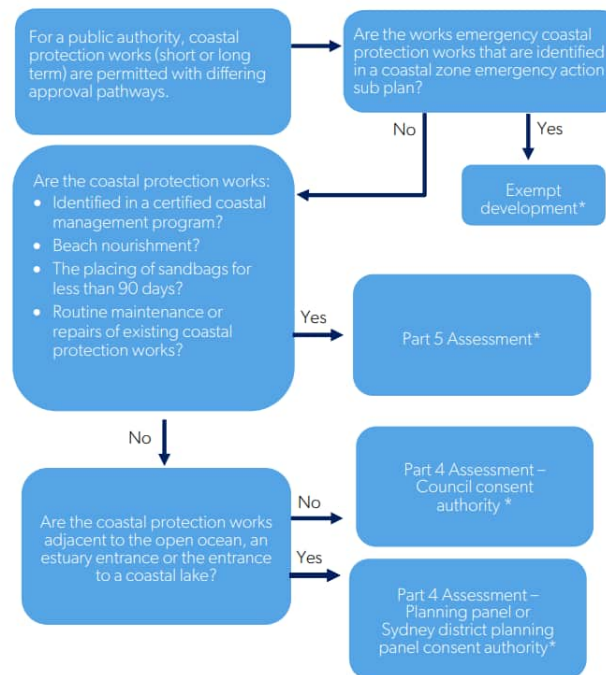 For a public authority, coastal
protection works (short or long
term) are permitted with differing
approval pathways.
Are the works emergency coastal
protection works that are identified
in a coastal zone emergency action
sub plan?
No
Yes
Exempt
development*
Are the coastal protection works:
• Identified in a certified coastal
management program?
• Beach nourishment?
• The placing of sandbags for
less than 90 days?
• Routine maintenance or
repairs of existing coastal
protection works?
Yes
Part 5 Assessment*
No
Are the coastal protection works
adjacent to the open ocean, an
estuary entrance or the entrance
to a coastal lake?
No
Part 4 Assessment –
Council consent
authority *
Yes
Part 4 Assessment –
Planning panel or
Sydney district planning
panel consent authority*